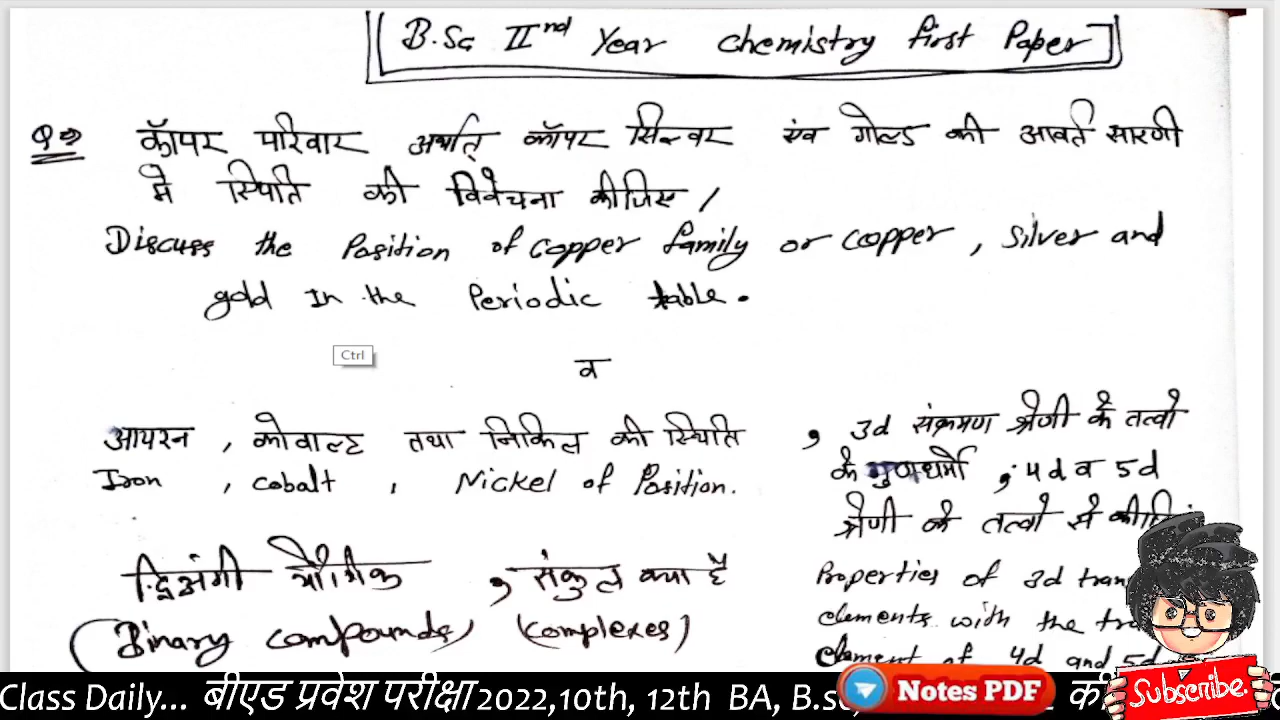 B.Sc IInd Year chemistry first Paper
Q⇒ कॉपर परिवार अर्थात् कॉपर सिल्वर एंव गोल्ड की आवर्त सारणी
मे स्थिति की विवेचना कीजिए /
Discuss the Position of Copper family or Copper, Silver and
gold In the Periodic table.
Ctrl
व
आयरन , कोवाल्ट तथा निकिल की स्थिति
Iron , cobalt , Nickel of Position.
, 3d संक्रमण श्रेणी के तत्वो
के गुणधर्मो , 4d व 5d
श्रेणी के तत्वो से
Properties of 3d
elements with the
element of 4d and 5d
द्विअंगी यौगिक , संकुल क्या है
(Binary compounds) (complexes)
Class Daily... बीएड प्रवेश परीक्षा 2022,10th, 12th BA, B.sc,
Notes PDF
Subscribe.